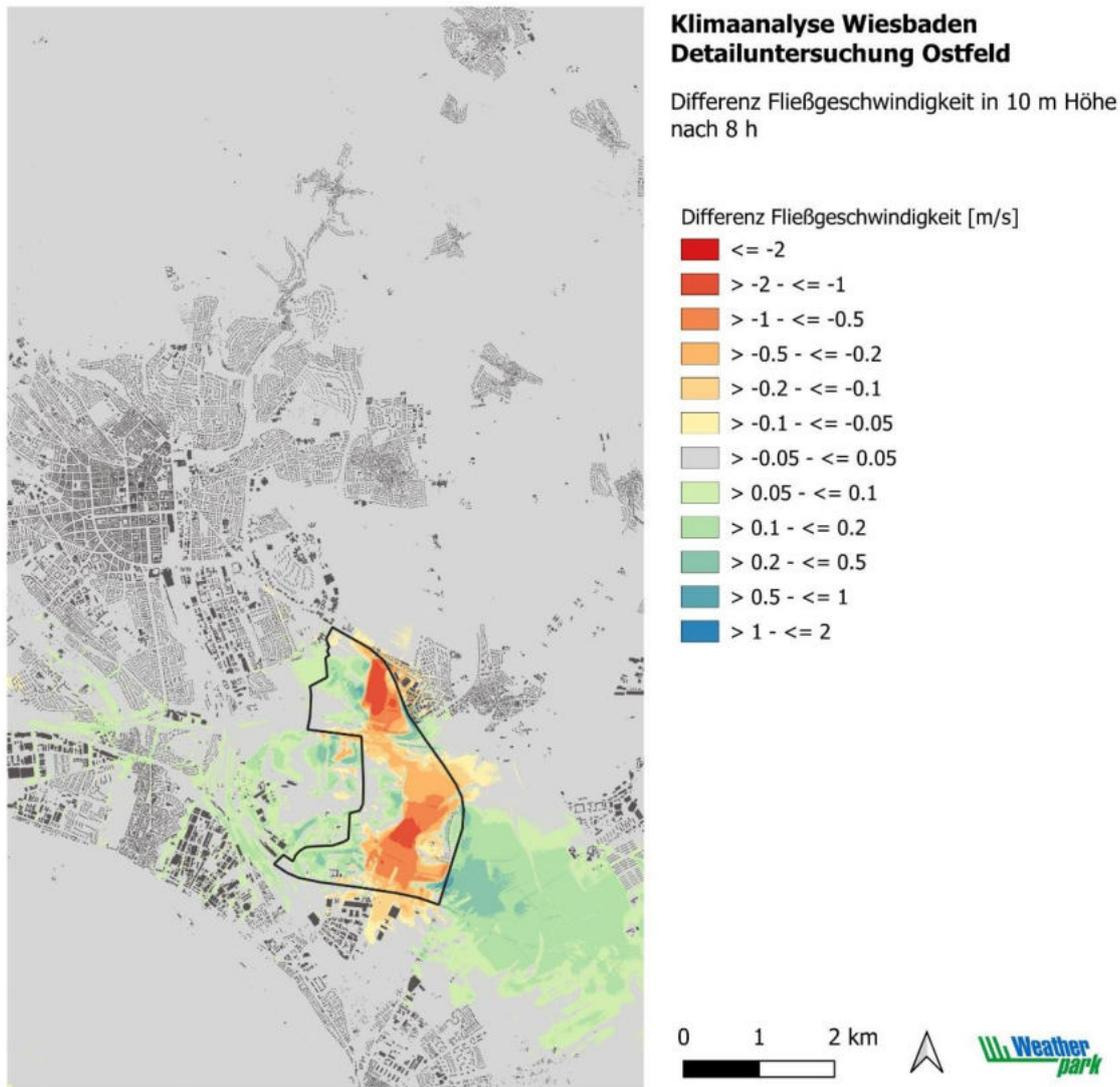 Klimaanalyse Wiesbaden
Detailuntersuchung Ostfeld
Differenz Fließgeschwindigkeit in 10 m Höhe
nach 8 h
Differenz Fließgeschwindigkeit [m/s]
<= -2
> -2 - <= -1
> -1 - <= -0.5
> -0.5 - <= -0.2
> -0.2 - <= -0.1
> -0.1 - <= -0.05
> -0.05 - <= 0.05
> 0.05 - <= 0.1
> 0.1 - <= 0.2
> 0.2 - <= 0.5
> 0.5 - <= 1
> 1 - <= 2
0 1 2 km
Weather
park